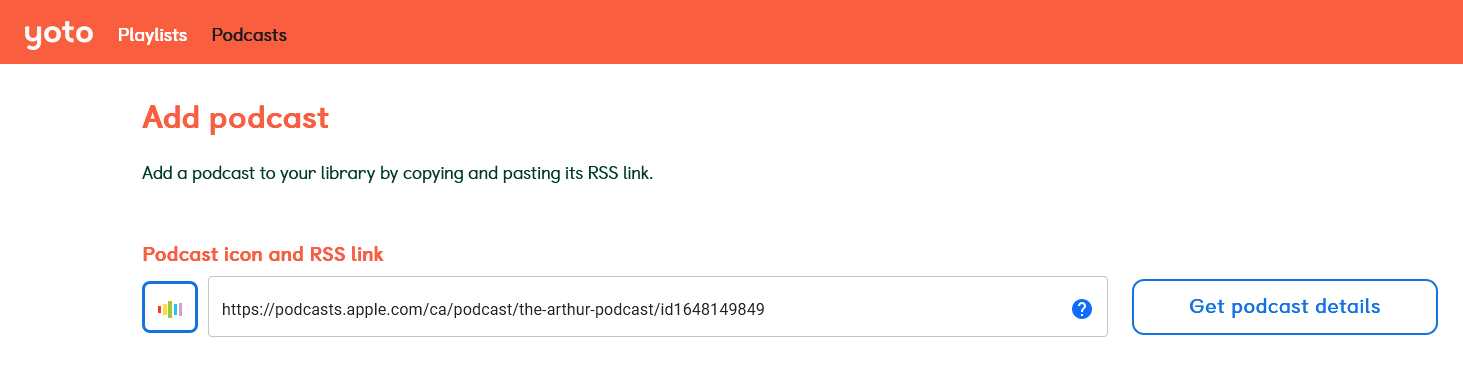 yoto Playlists Podcasts
Add podcast
Add a podcast to your library by copying and pasting its RSS link.
Podcast icon and RSS link
https://podcasts.apple.com/ca/podcast/the-arthur-podcast/id1648149849 ? Get podcast details